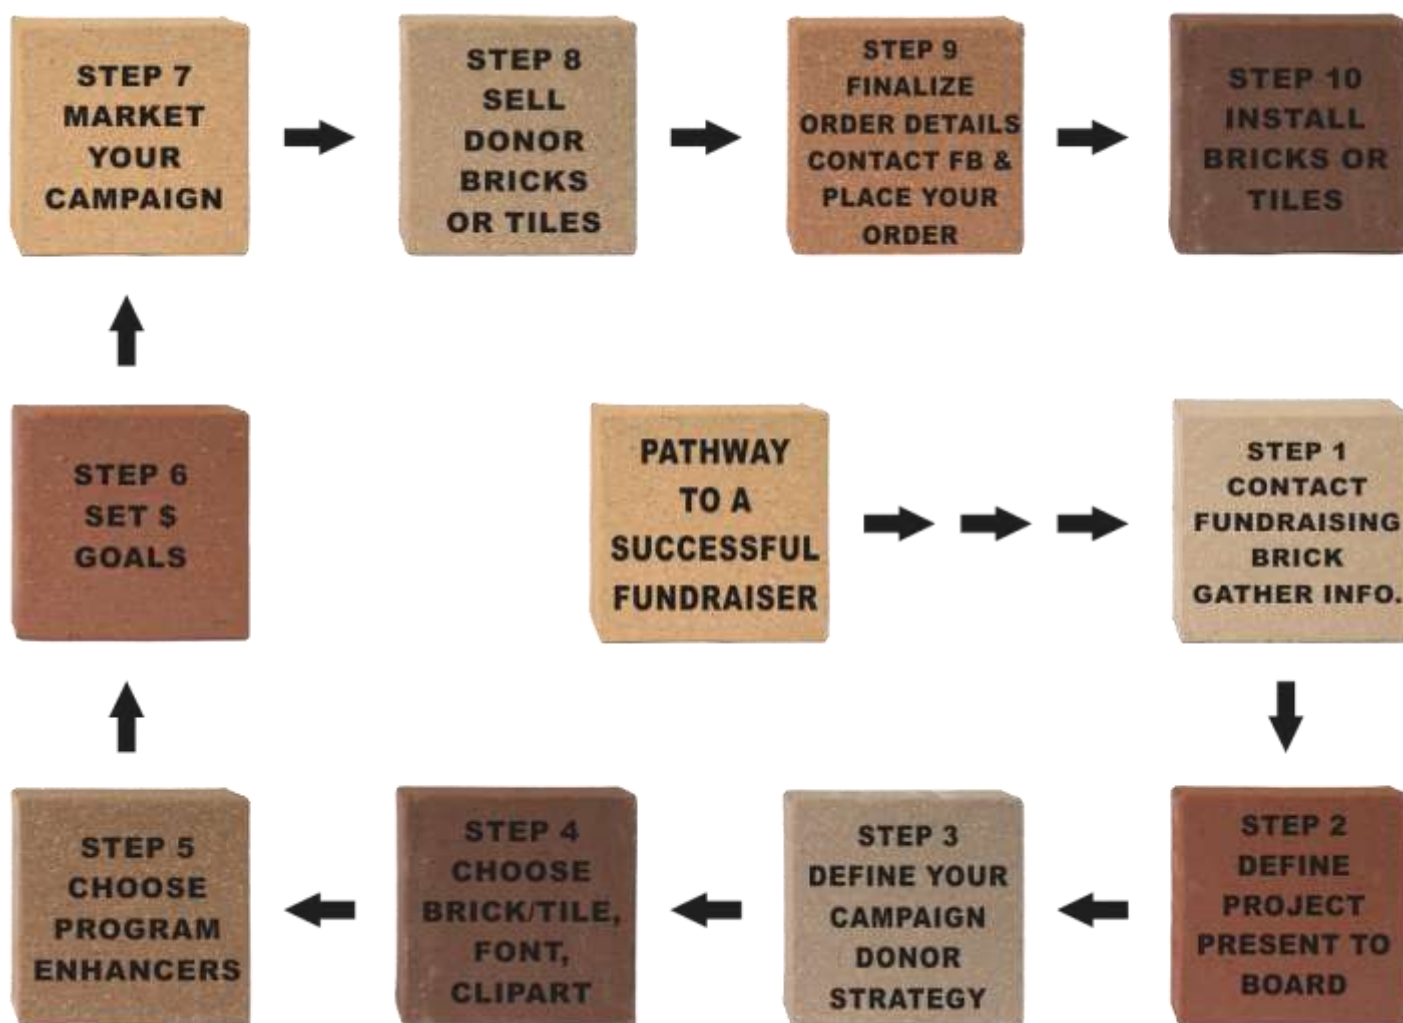 STEP 7
MARKET
YOUR
CAMPAIGN
STEP 8
SELL
DONOR
BRICKS
OR TILES
STEP 9
FINALIZE
ORDER DETAILS
CONTACT FB &
PLACE YOUR
ORDER
STEP 10
INSTALL
BRICKS OR
TILES
STEP 6
SET $
GOALS
PATHWAY
TO A
SUCCESSFUL
FUNDRAISER
STEP 1
CONTACT
FUNDRAISING
BRICK
GATHER INFO.
STEP 5
CHOOSE
PROGRAM
ENHANCERS
STEP 4
CHOOSE
BRICK/TILE,
FONT,
CLIPART
STEP 3
DEFINE YOUR
CAMPAIGN
DONOR
STRATEGY
STEP 2
DEFINE
PROJECT
PRESENT TO
BOARD